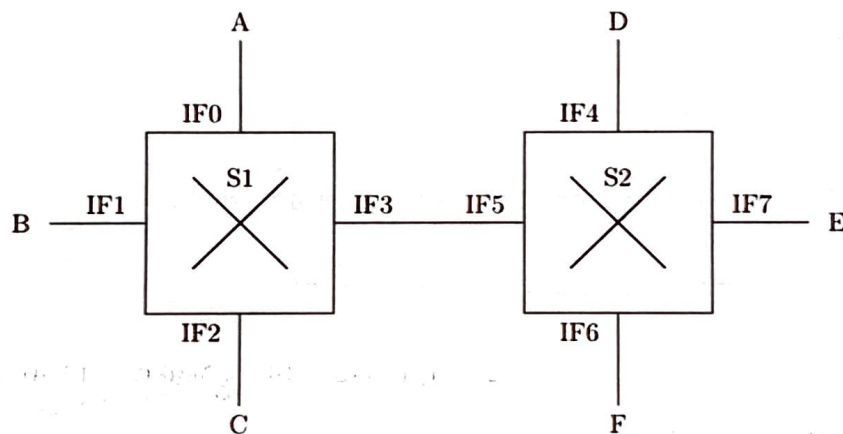 A D
IF0 IF4
S1 S2
B IF1 IF3 IF5 IF7 E
IF2 IF6
C F